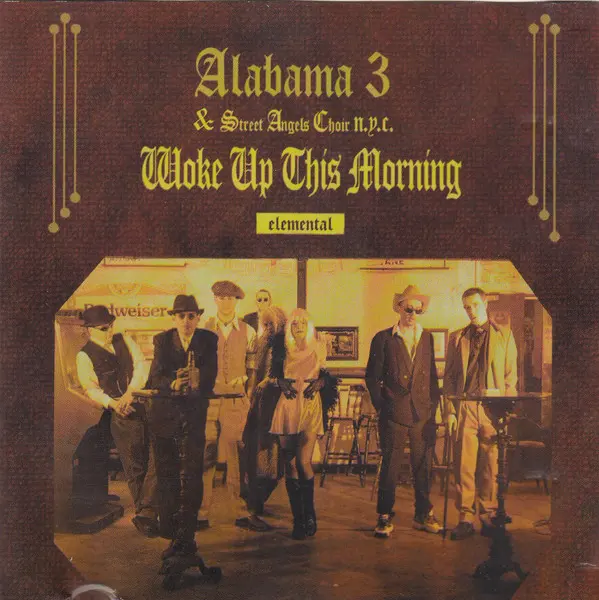 Alabama 3
& Street Angels Choir n.y.c.
Woke Up This Morning
elemental
Budweiser